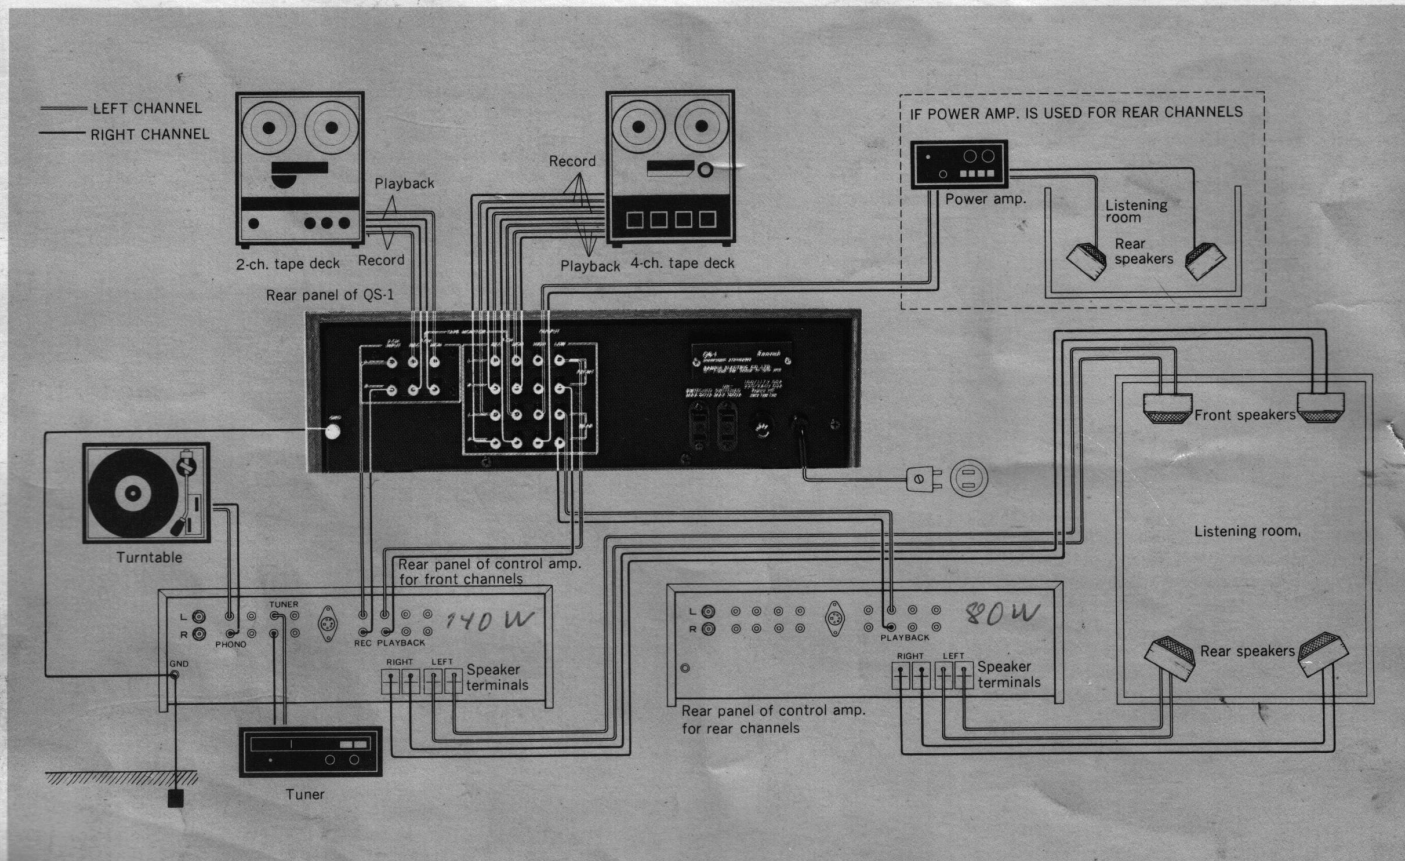 LEFT CHANNEL
RIGHT CHANNEL
Playback
Record
2-ch. tape deck
Record
Playback
4-ch. tape deck
IF POWER AMP. IS USED FOR REAR CHANNELS
Power amp.
Listening
room
Rear
speakers
Rear panel of QS-1
TAPE MONITOR
GND
Front speakers
Turntable
Listening room,
Rear panel of control amp.
for front channels
L
R
PHONO
TUNER
REC PLAYBACK
140 W
GND
RIGHT LEFT
Speaker
terminals
L
R
PLAYBACK
80 W
RIGHT LEFT
Speaker
terminals
Rear speakers
Rear panel of control amp.
for rear channels
Tuner